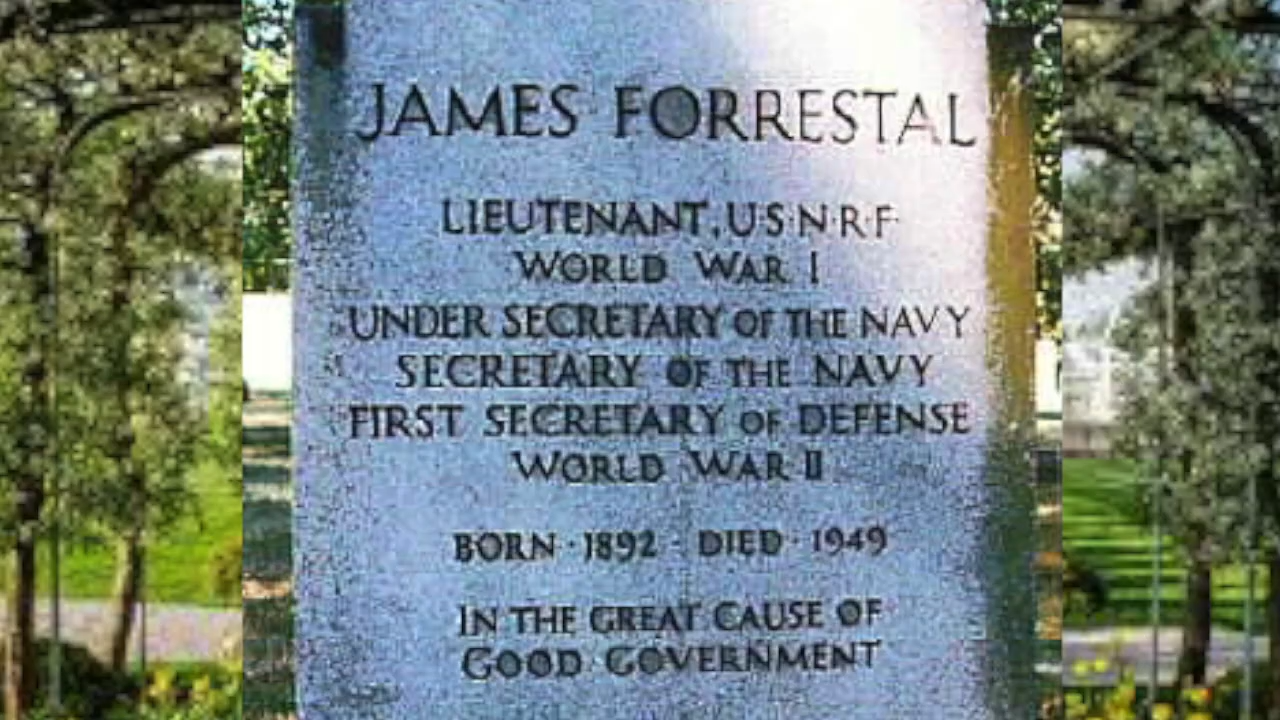 JAMES FORRESTAL
LIEUTENANT, U.S.N.R.F.
WORLD WAR I
UNDER SECRETARY OF THE NAVY
SECRETARY OF THE NAVY
FIRST SECRETARY OF DEFENSE
WORLD WAR II
BORN · 1892 · DIED · 1949
IN THE GREAT CAUSE OF
GOOD GOVERNMENT